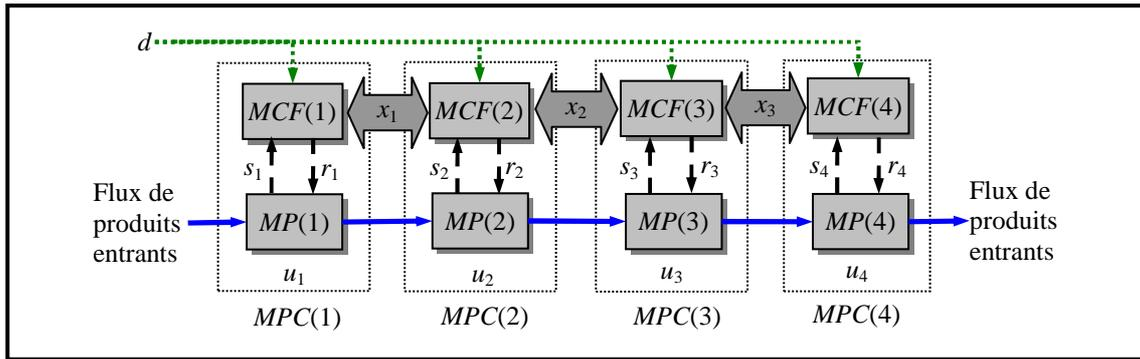 d
MCF(1)
x1
MCF(2)
x2
MCF(3)
x3
MCF(4)
s1
r1
s2
r2
s3
r3
s4
r4
Flux de
produits
entrants
MP(1)
MP(2)
MP(3)
MP(4)
Flux de
produits
entrants
u1
u2
u3
u4
MPC(1)
MPC(2)
MPC(3)
MPC(4)